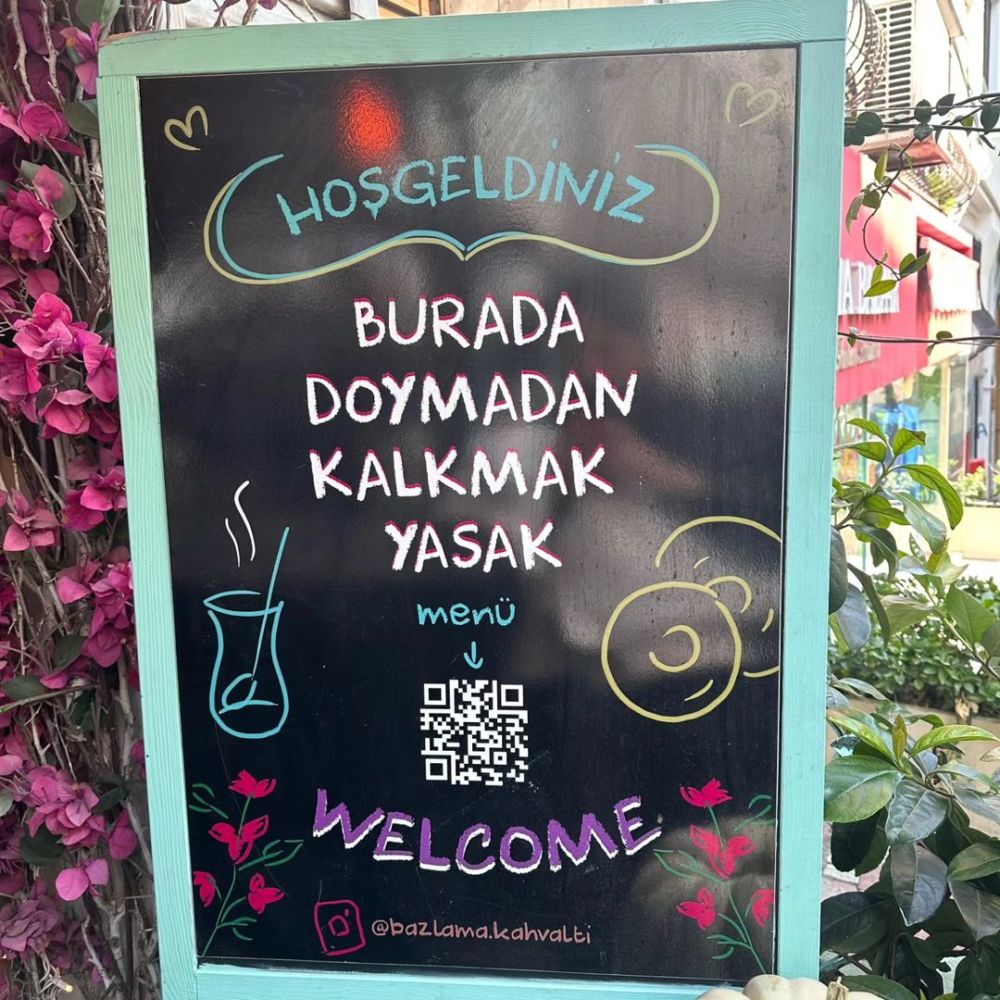 HOŞGELDİNİZ
BURADA
DOYMADAN
KALKMAK
YASAK
menü
WELCOME
@bazlama.kahvalti